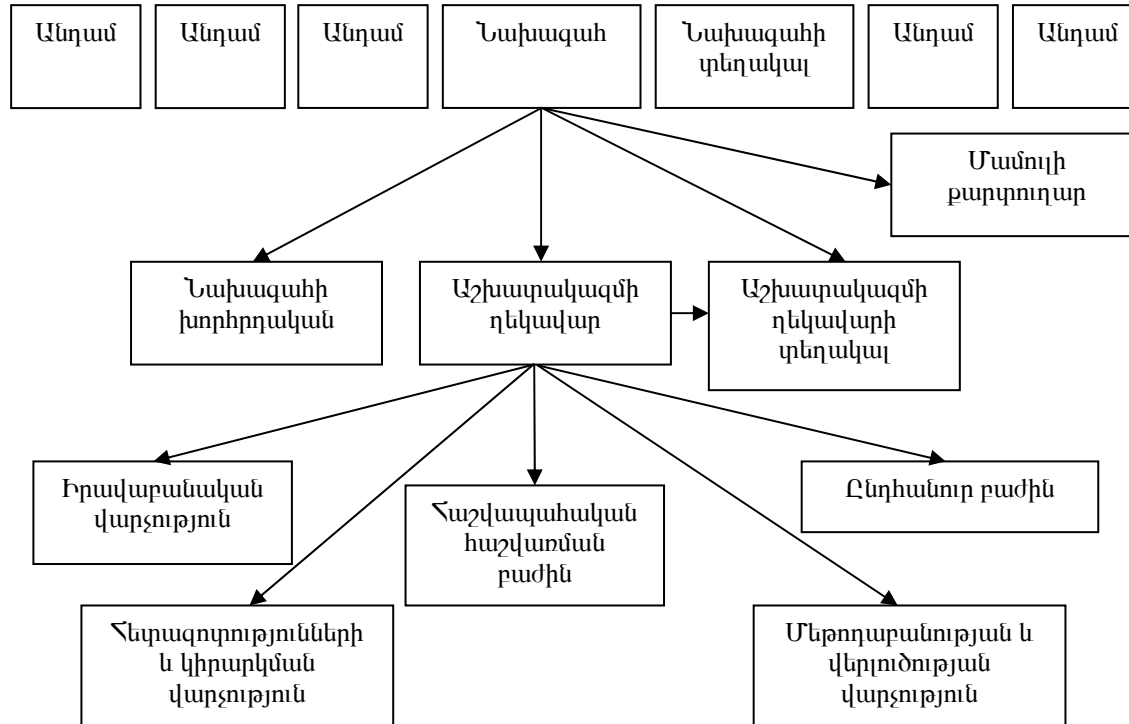 Անդամ
Անդամ
Անդամ
Նախագահ
Նախագահի
տեղակալ
Անդամ
Անդամ
Մամուլի
քարտուղար
Նախագահի
խորհրդական
Աշխատակազմի
ղեկավար
Աշխատակազմի
ղեկավարի
տեղակալ
Իրավաբանական
վարչություն
Հաշվապահական
հաշվառման
բաժին
Ընդհանուր բաժին
Հետազոտությունների
և կիրարկման
վարչություն
Մեթոդաբանության և
վերլուծության
վարչություն